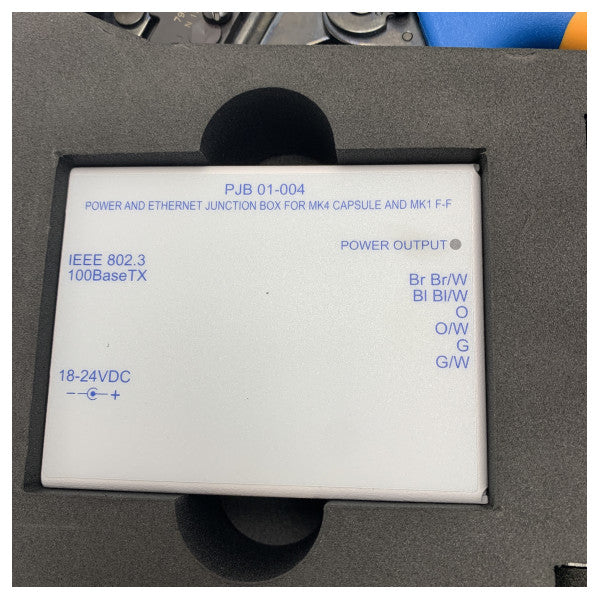 PJB 01-004
POWER AND ETHERNET JUNCTION BOX FOR MK4 CAPSULE AND MK1 F-F
POWER OUTPUT
IEEE 802.3
100BaseTX
Br Br/W
Bl Bl/W
O
O/W
G
G/W
18-24VDC
− +